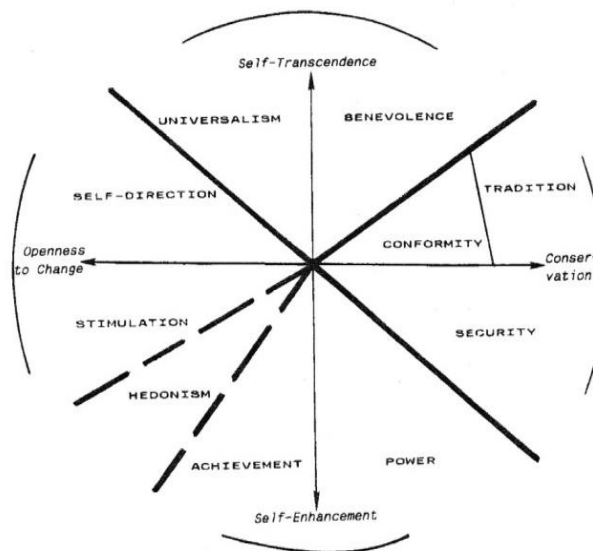 Self-Transcendence
UNIVERSALISM
BENEVOLENCE
SELF-DIRECTION
TRADITION
CONFORMITY
Openness
to Change
Conser-
vation
STIMULATION
SECURITY
HEDONISM
ACHIEVEMENT
POWER
Self-Enhancement